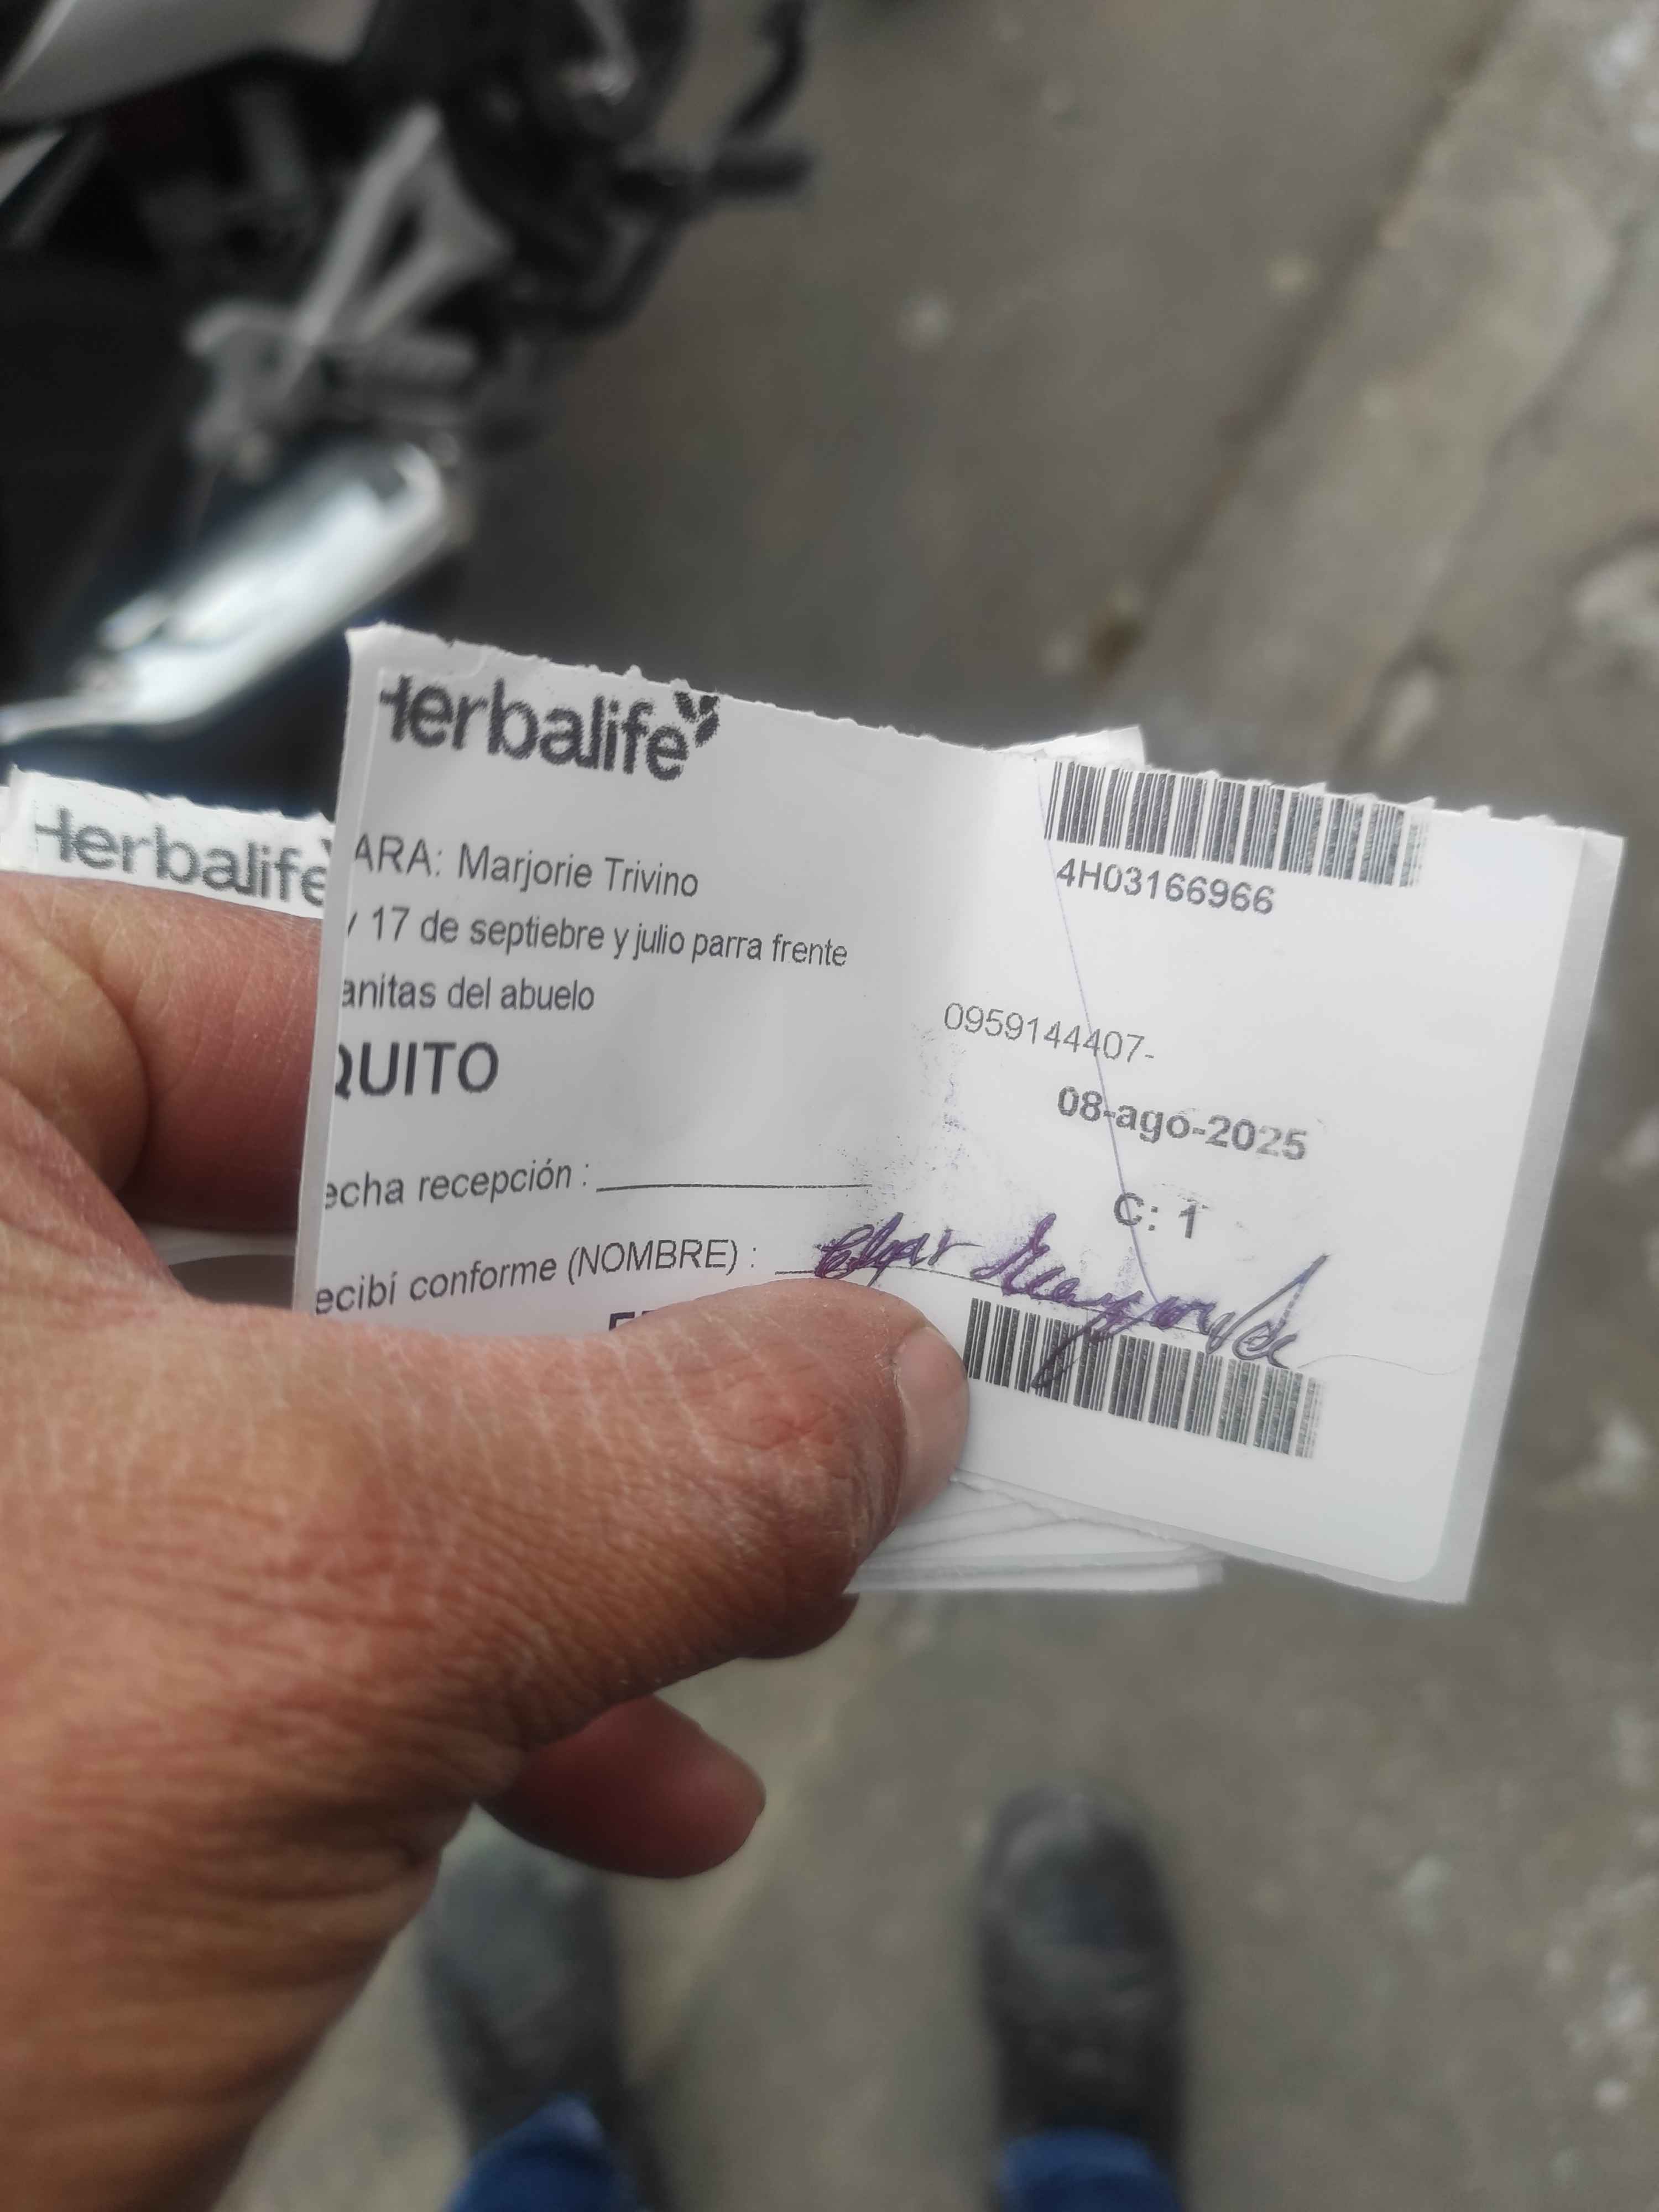 Herbalife
Herbalife
ARA: Marjorie Trivino
y 17 de septiebre y julio parra frente
anitas del abuelo
QUITO
echa recepción :
ecibí conforme (NOMBRE) :
4H03166966
0959144407-
08-ago-2025
C: 1